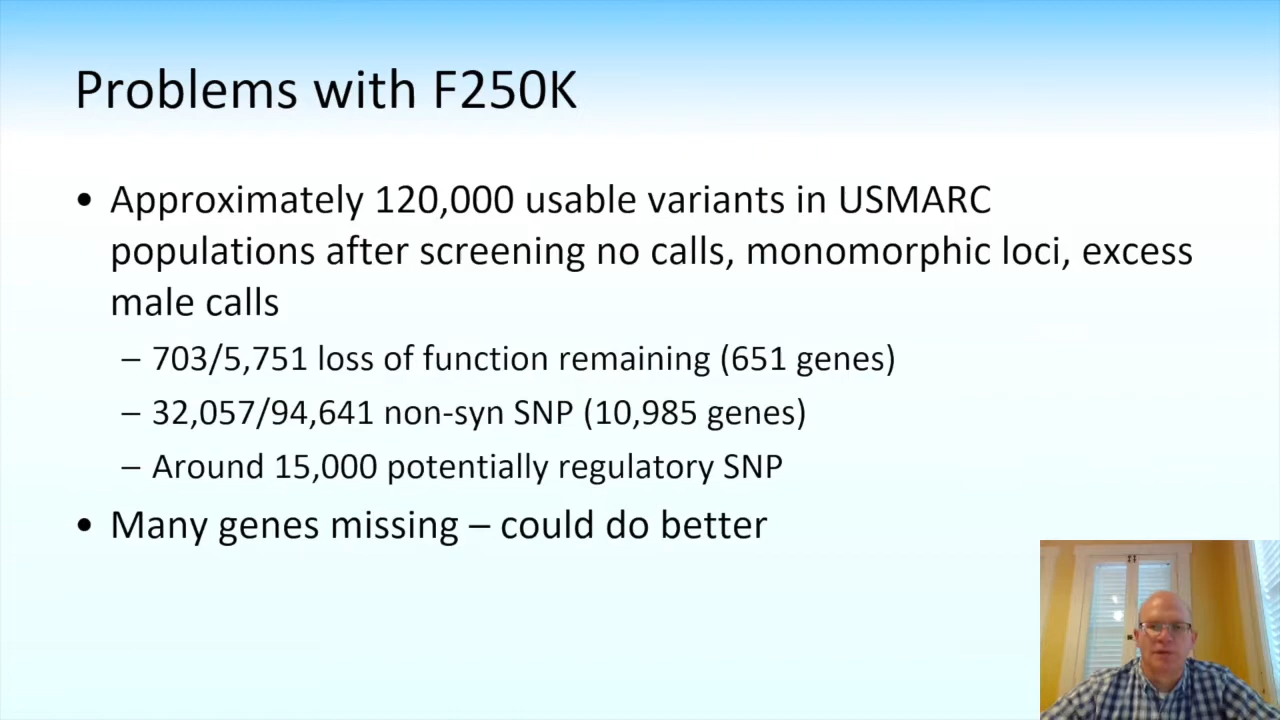 Problems with F250K
• Approximately 120,000 usable variants in USMARC
populations after screening no calls, monomorphic loci, excess
male calls
– 703/5,751 loss of function remaining (651 genes)
– 32,057/94,641 non-syn SNP (10,985 genes)
– Around 15,000 potentially regulatory SNP
• Many genes missing – could do better